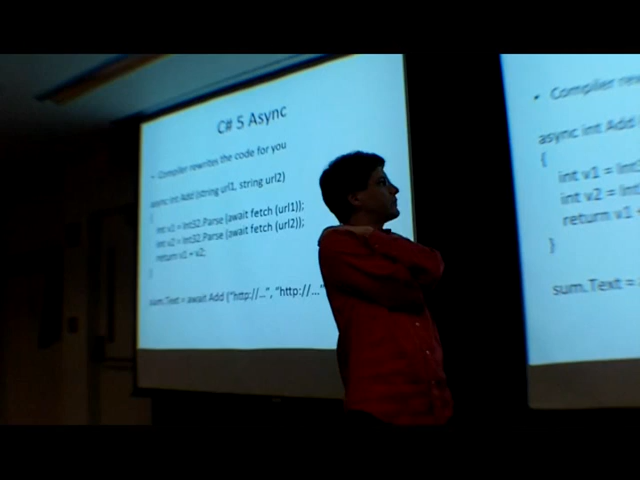 C# 5 Async
• Compiler rewrites the code for you
async int Add (string url1, string url2)
{
int v1 = Int32.Parse (await fetch (url1));
int v2 = Int32.Parse (await fetch (url2));
return v1 + v2;
}
sum.Text = await Add ("http://...", "http://..."
• Compiler
async int Add
{
int v1 =
int v2 =
return v1 +
}
sum.Text =